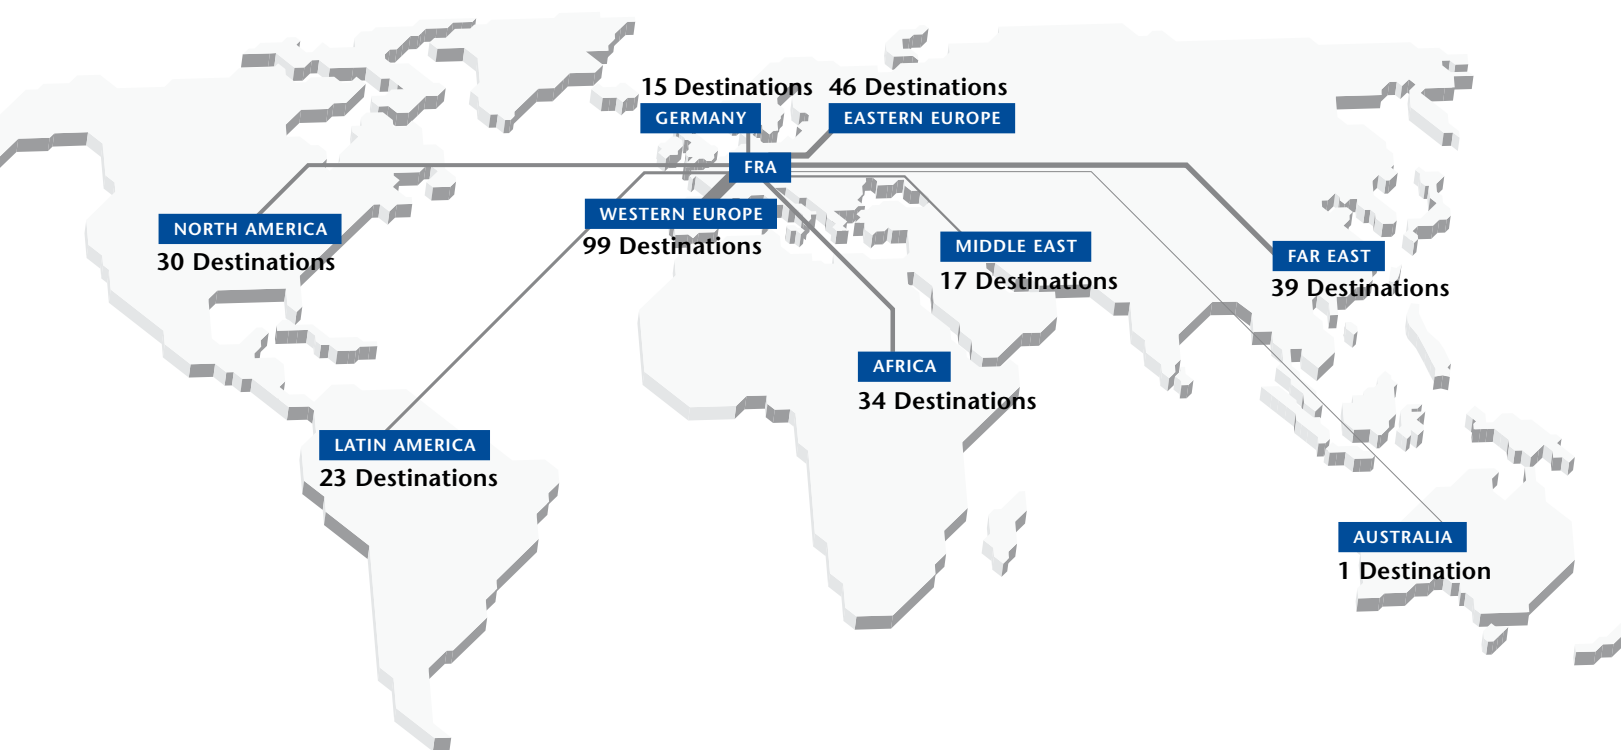 15 Destinations
GERMANY
46 Destinations
EASTERN EUROPE
FRA
WESTERN EUROPE
99 Destinations
NORTH AMERICA
30 Destinations
MIDDLE EAST
17 Destinations
FAR EAST
39 Destinations
AFRICA
34 Destinations
LATIN AMERICA
23 Destinations
AUSTRALIA
1 Destination